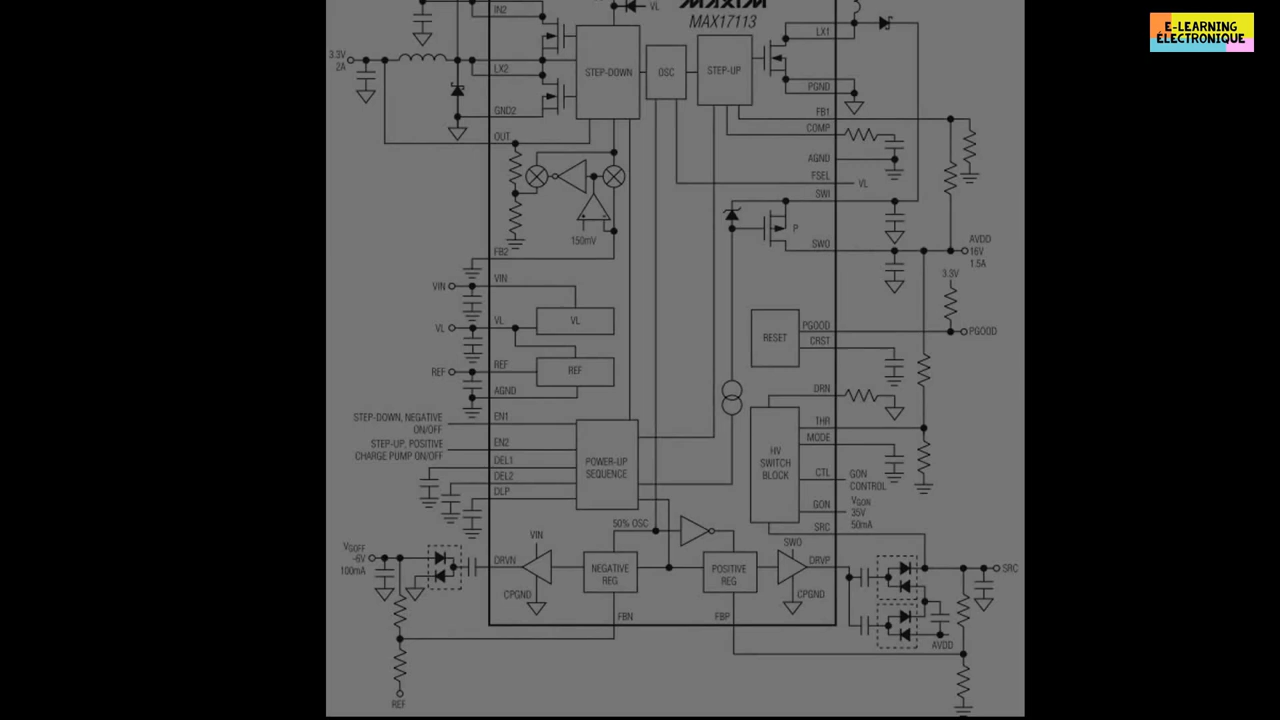 IN2
VL
MAXIM
MAX17113
LX1
3.3V
2A
LX2
STEP-DOWN
OSC
STEP-UP
PGND
GND2
FB1
OUT
COMP
AGND
FSEL
VL
SWI
150mV
P
SWO
AVDD
16V
1.5A
FB2
3.3V
VIN
VIN
VL
VL
VL
RESET
PGOOD
PGOOD
CRST
REF
REF
REF
AGND
DRN
STEP-DOWN, NEGATIVE
ON/OFF
EN1
THR
MODE
STEP-UP, POSITIVE
CHARGE PUMP ON/OFF
EN2
DEL1
POWER-UP
SEQUENCE
HV
SWITCH
BLOCK
CTL
GON
CONTROL
DEL2
DLP
GON
VGON
35V
50mA
SRC
50% OSC
VIN
SWO
VGOFF
-6V
100mA
DRVN
NEGATIVE
REG
POSITIVE
REG
DRVP
SRC
CPGND
CPGND
FBN
FBP
AVDD
REF
E-LEARNING
ÉLECTRONIQUE